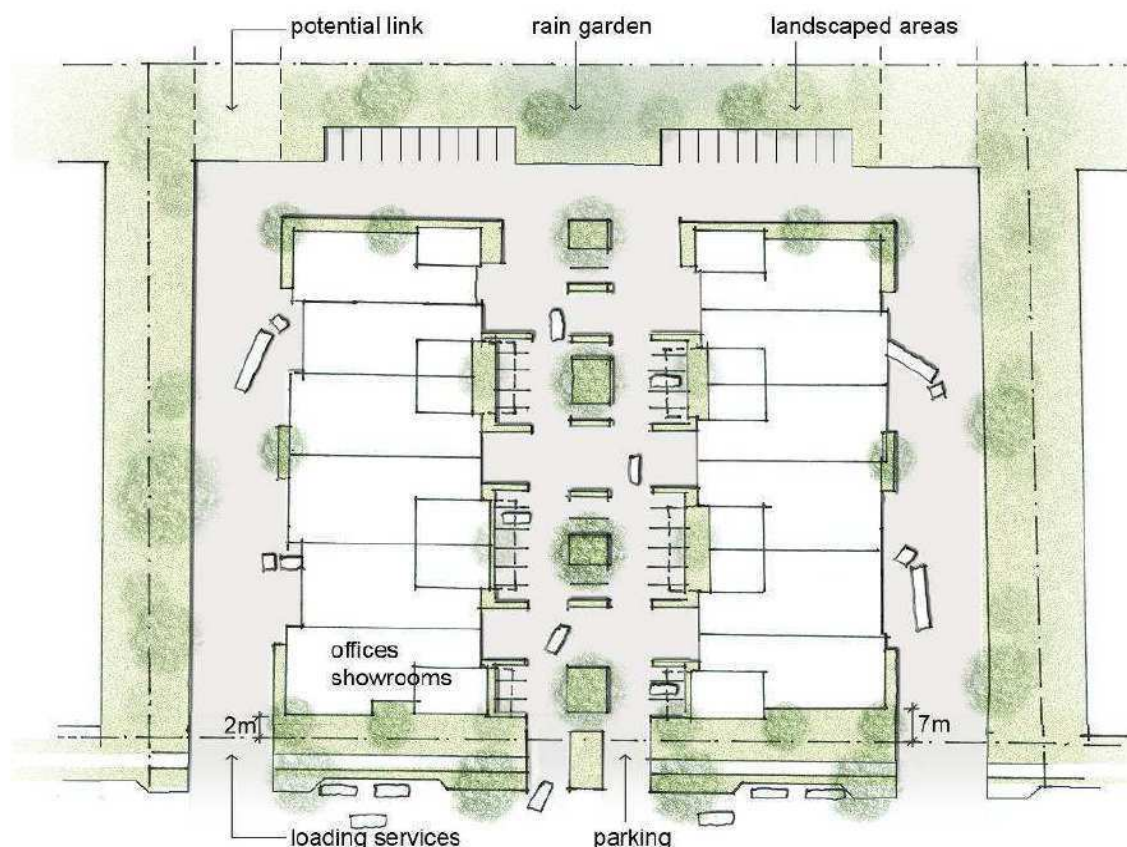 potential link
rain garden
landscaped areas
offices
showrooms
2m
7m
loading services
parking